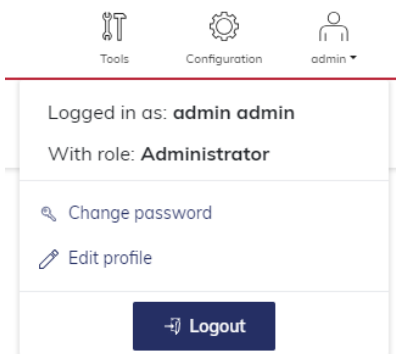 Tools Configuration admin
Logged in as: admin admin
With role: Administrator
Change password
Edit profile
Logout